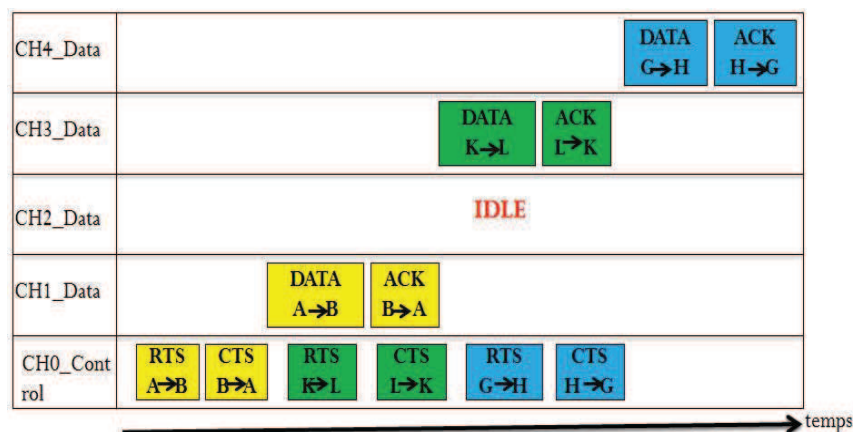 CH4_Data
DATA ACK
G→H H→G
CH3_Data
DATA ACK
K→L L→K
CH2_Data
IDLE
CH1_Data
DATA ACK
A→B B→A
CH0_Cont
rol
RTS CTS RTS CTS RTS CTS
A→B B→A K→L L→K G→H H→G
temps